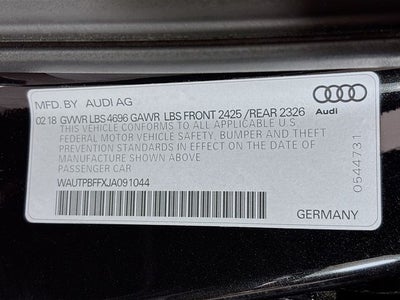 MFD. BY AUDI AG
02 18 GVWR LBS 4696 GAWR LBS FRONT 2425 /REAR 2326
THIS VEHICLE CONFORMS TO ALL APPLICABLE U.S.
FEDERAL MOTOR VEHICLE SAFETY, BUMPER AND THEFT
PREVENTION STANDARDS IN EFFECT ON THE DATE OF
MANUFACTURE SHOWN ABOVE.
PASSENGER CAR
WAUTPBFFXJA091044
Audi
0544731
GERMANY